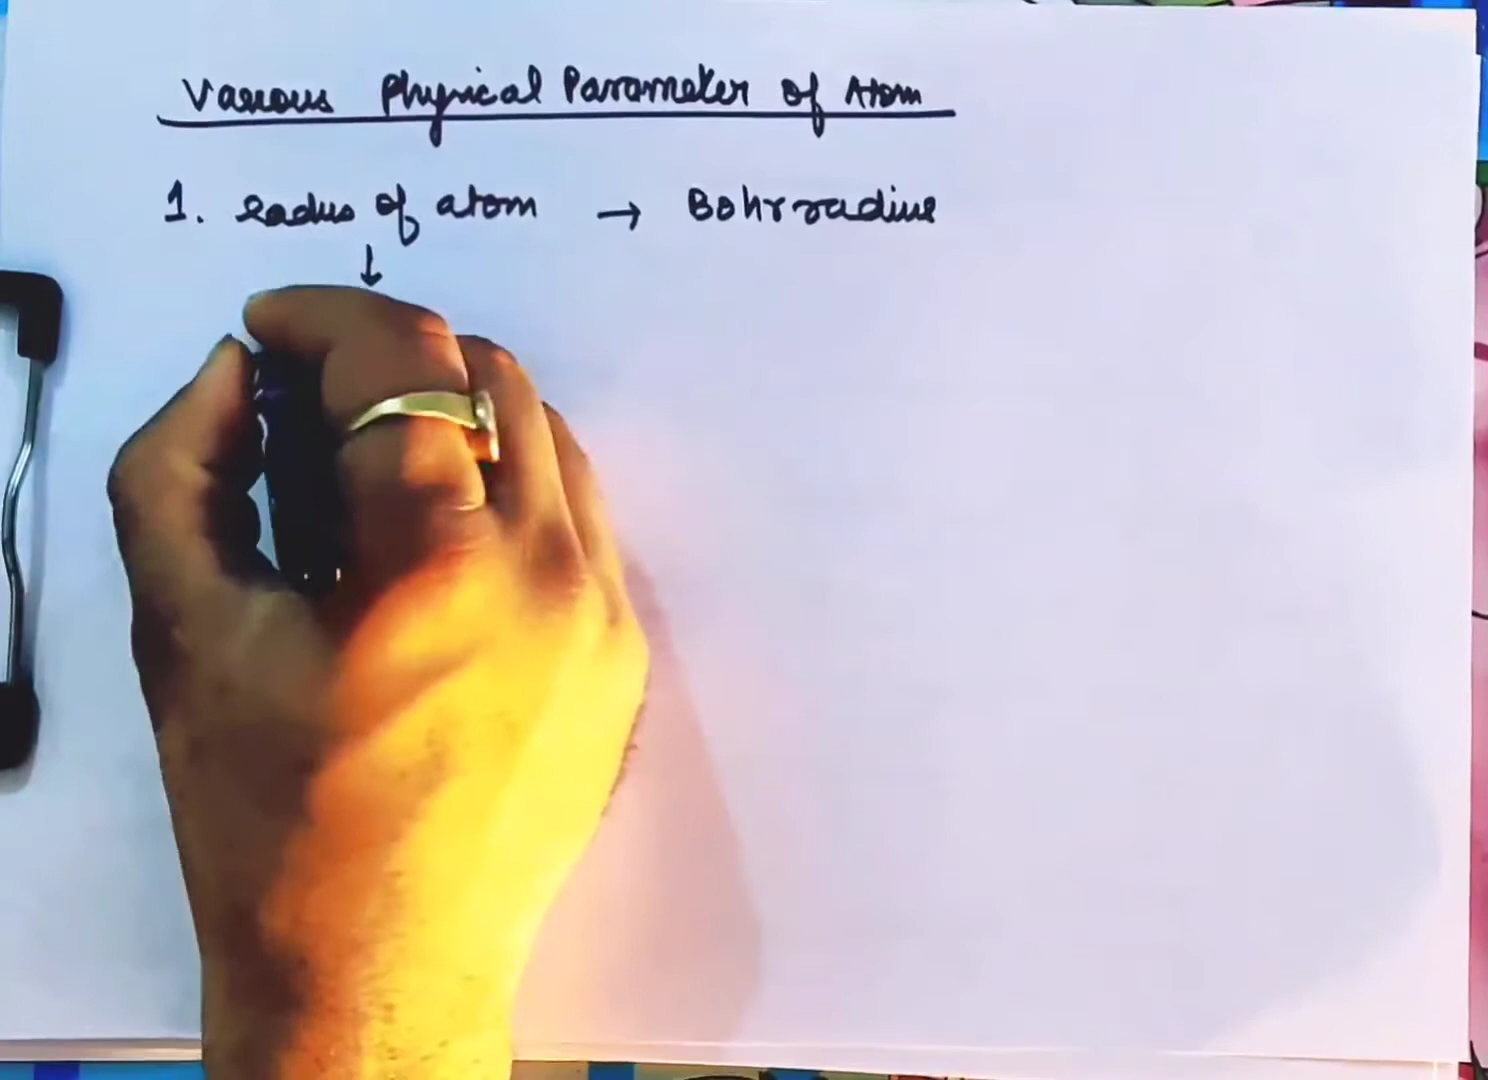 Various Physical Parameter of Atom
1. radius of atom → Bohr radius
↓